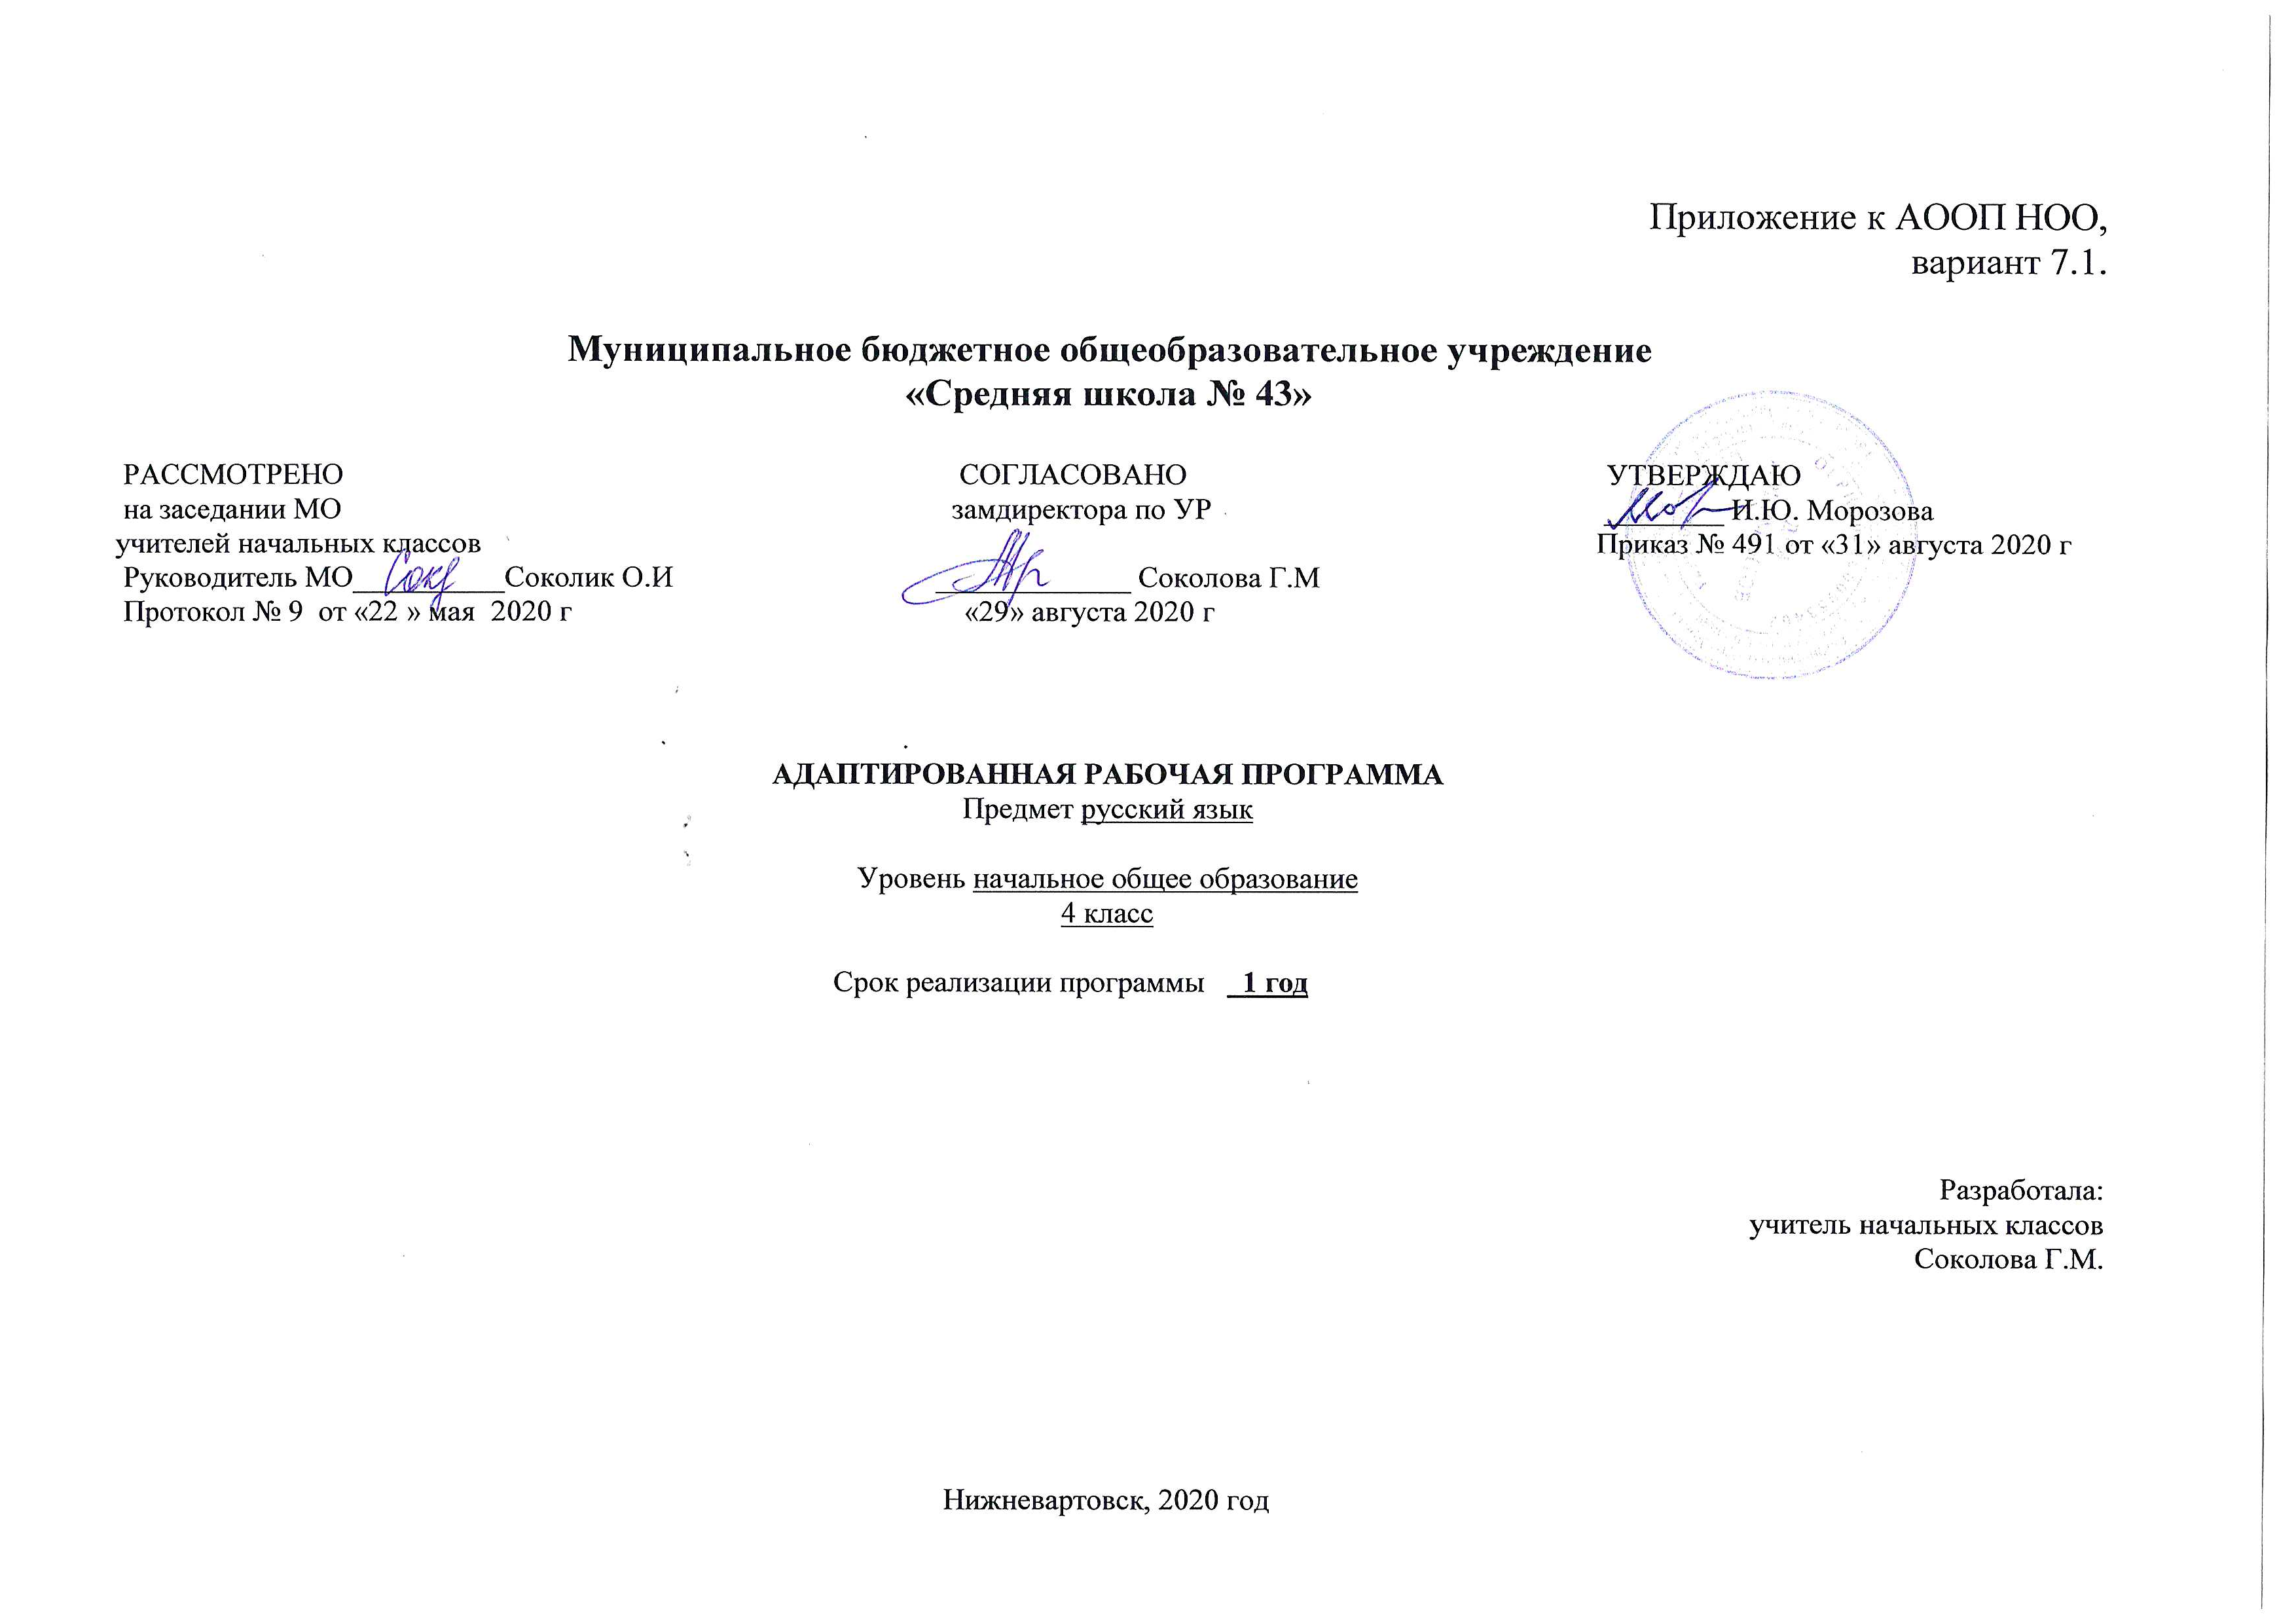 Приложение к АООП НОО,
вариант 7.1.
Муниципальное бюджетное общеобразовательное учреждение
«Средняя школа № 43»
РАССМОТРЕНО
на заседании МО
учителей начальных классов
Руководитель МО__________Соколик О.И
Протокол № 9 от «22 » мая 2020 г
СОГЛАСОВАНО
замдиректора по УР
_____________ Соколова Г.М
«29» августа 2020 г
УТВЕРЖДАЮ
________ И.Ю. Морозова
Приказ № 491 от «31» августа 2020 г
АДАПТИРОВАННАЯ РАБОЧАЯ ПРОГРАММА
Предмет русский язык
Уровень начальное общее образование
4 класс
Срок реализации программы 1 год
Разработала:
учитель начальных классов
Соколова Г.М.
Нижневартовск, 2020 год